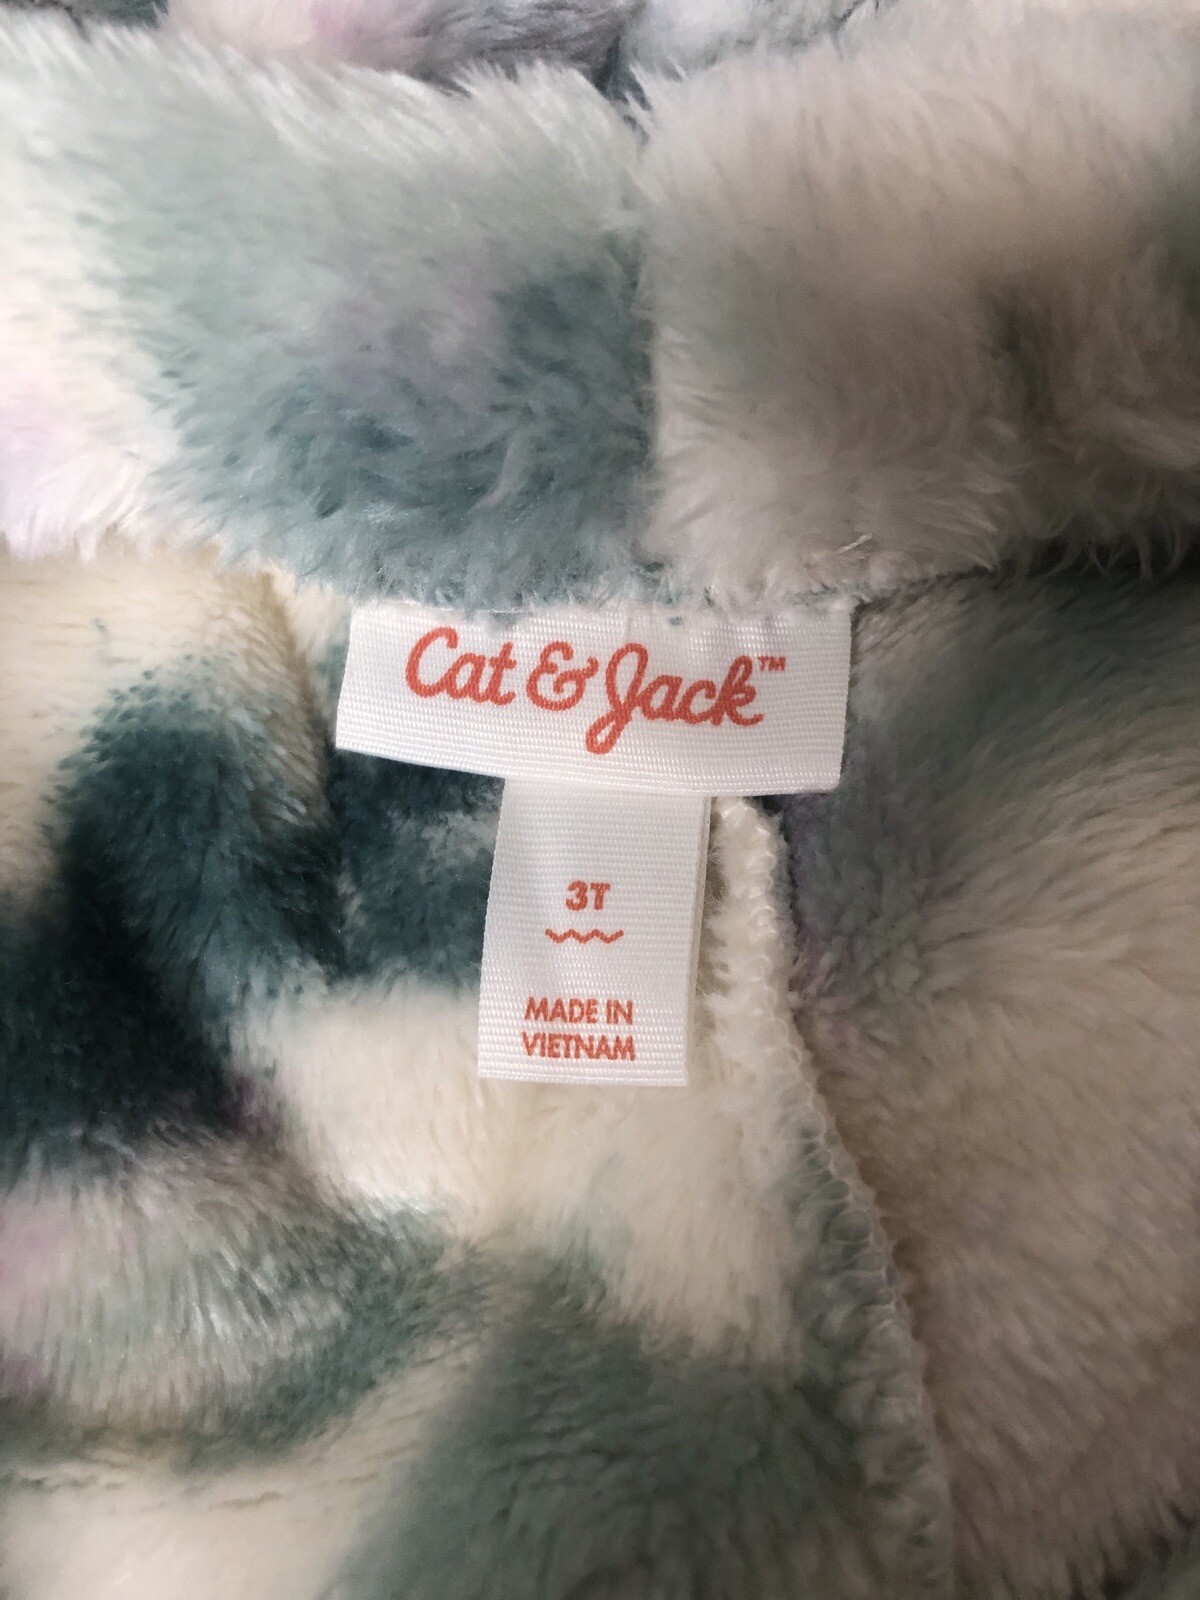 Cat & Jack™
3T
MADE IN
VIETNAM